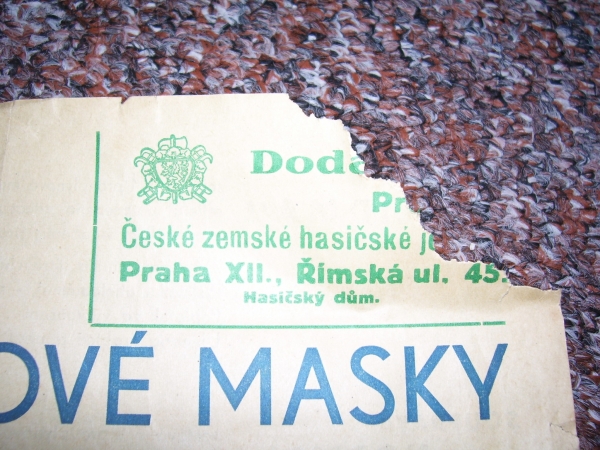 Doda
Pr
České zemské hasičské je
Praha XII., Římská ul. 45.
Hasičský dům.
OVÉ MASKY